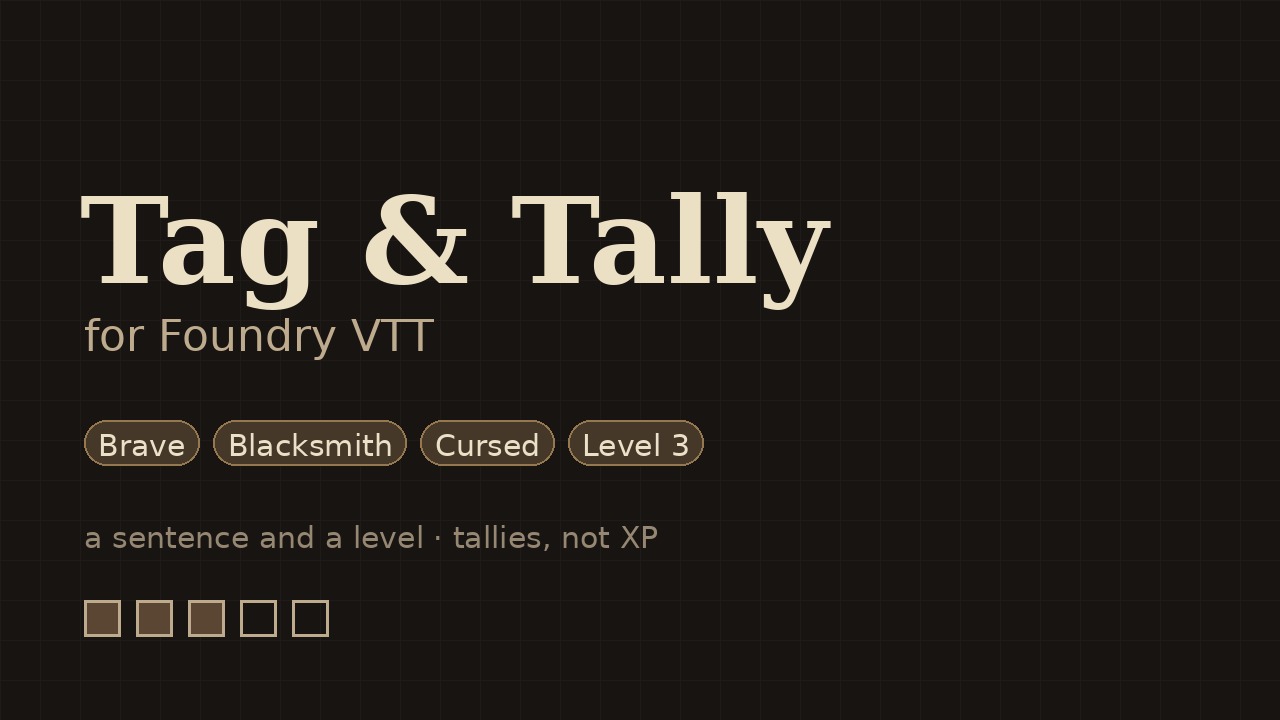 Tag & Tally
for Foundry VTT
Brave Blacksmith Cursed Level 3
a sentence and a level · tallies, not XP